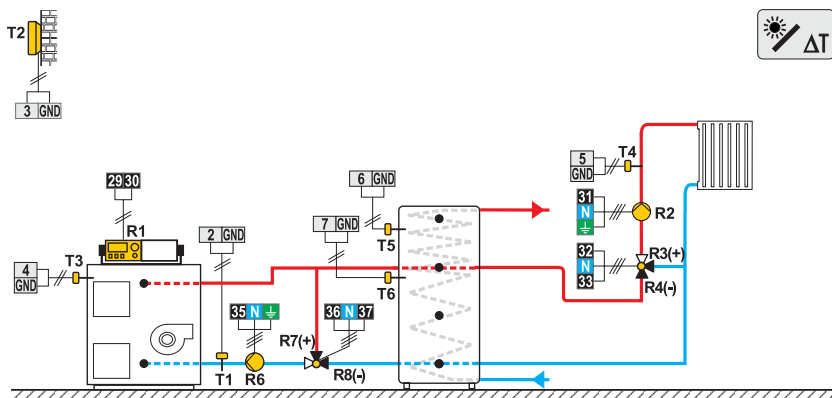 T2
3 GND
ΔT
29 30
R1
2 GND
6 GND
7 GND
T5
T6
5
GND
T4
31
N
R2
32
N
33
R3(+)
R4(-)
4
GND
T3
35 N
36 N 37
R7(+)
T1
R6
R8(-)